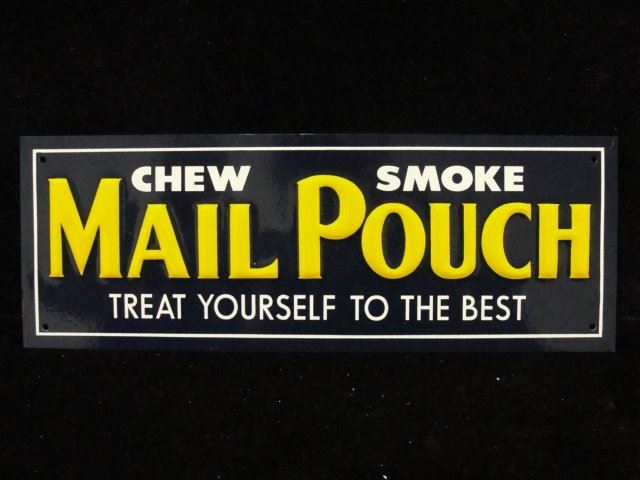 CHEW SMOKE
MAIL POUCH
TREAT YOURSELF TO THE BEST